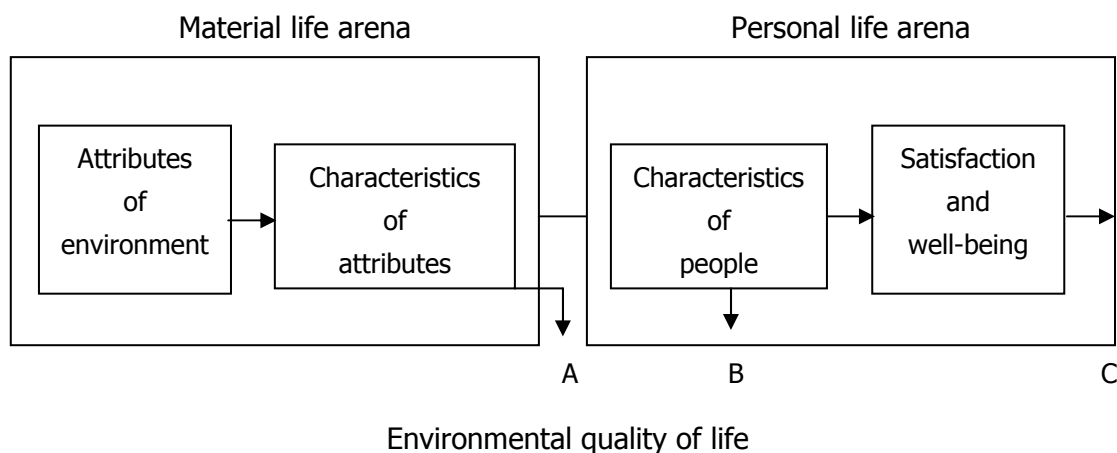 Material life arena
Personal life arena
Attributes
of
environment
Characteristics
of
attributes
Characteristics
of
people
Satisfaction
and
well-being
A
B
C
Environmental quality of life